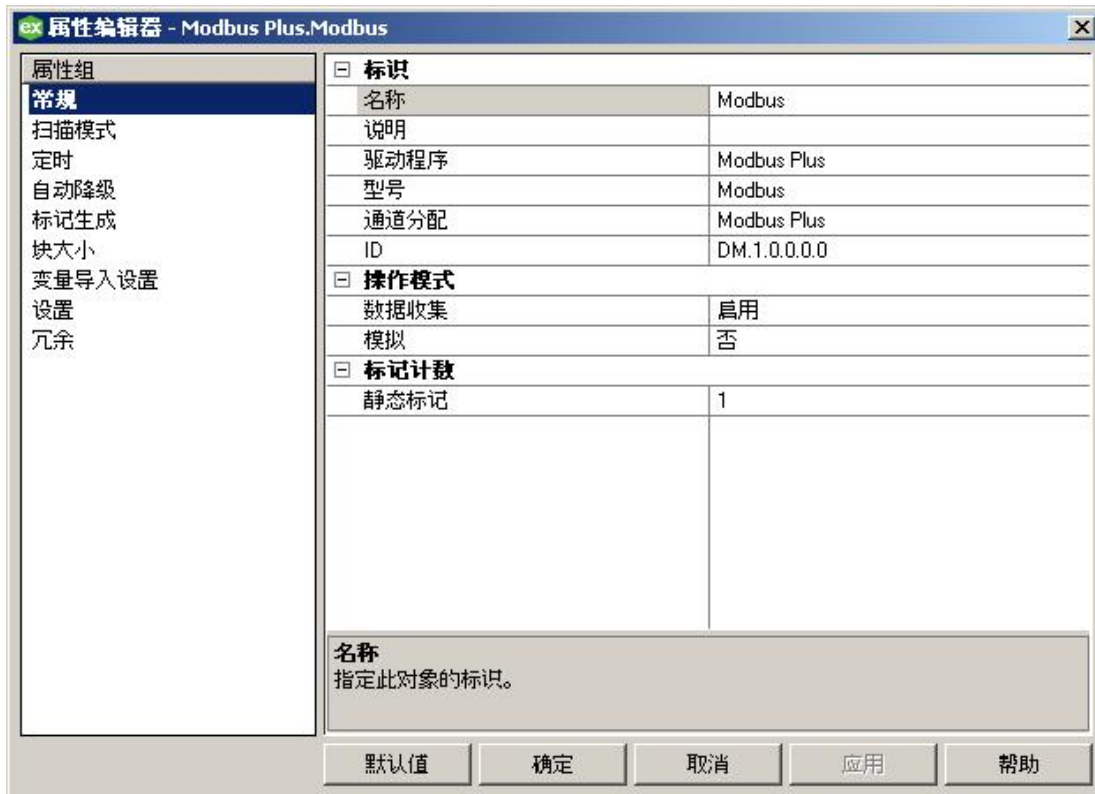 ex 属性编辑器 - Modbus Plus.Modbus
属性组
常规
扫描模式
定时
自动降级
标记生成
块大小
变量导入设置
设置
冗余
标识
名称 Modbus
说明
驱动程序 Modbus Plus
型号 Modbus
通道分配 Modbus Plus
ID DM.1.0.0.0.0
操作模式
数据收集 启用
模拟 否
标记计数
静态标记 1
名称
指定此对象的标识。
默认值 确定 取消 应用 帮助